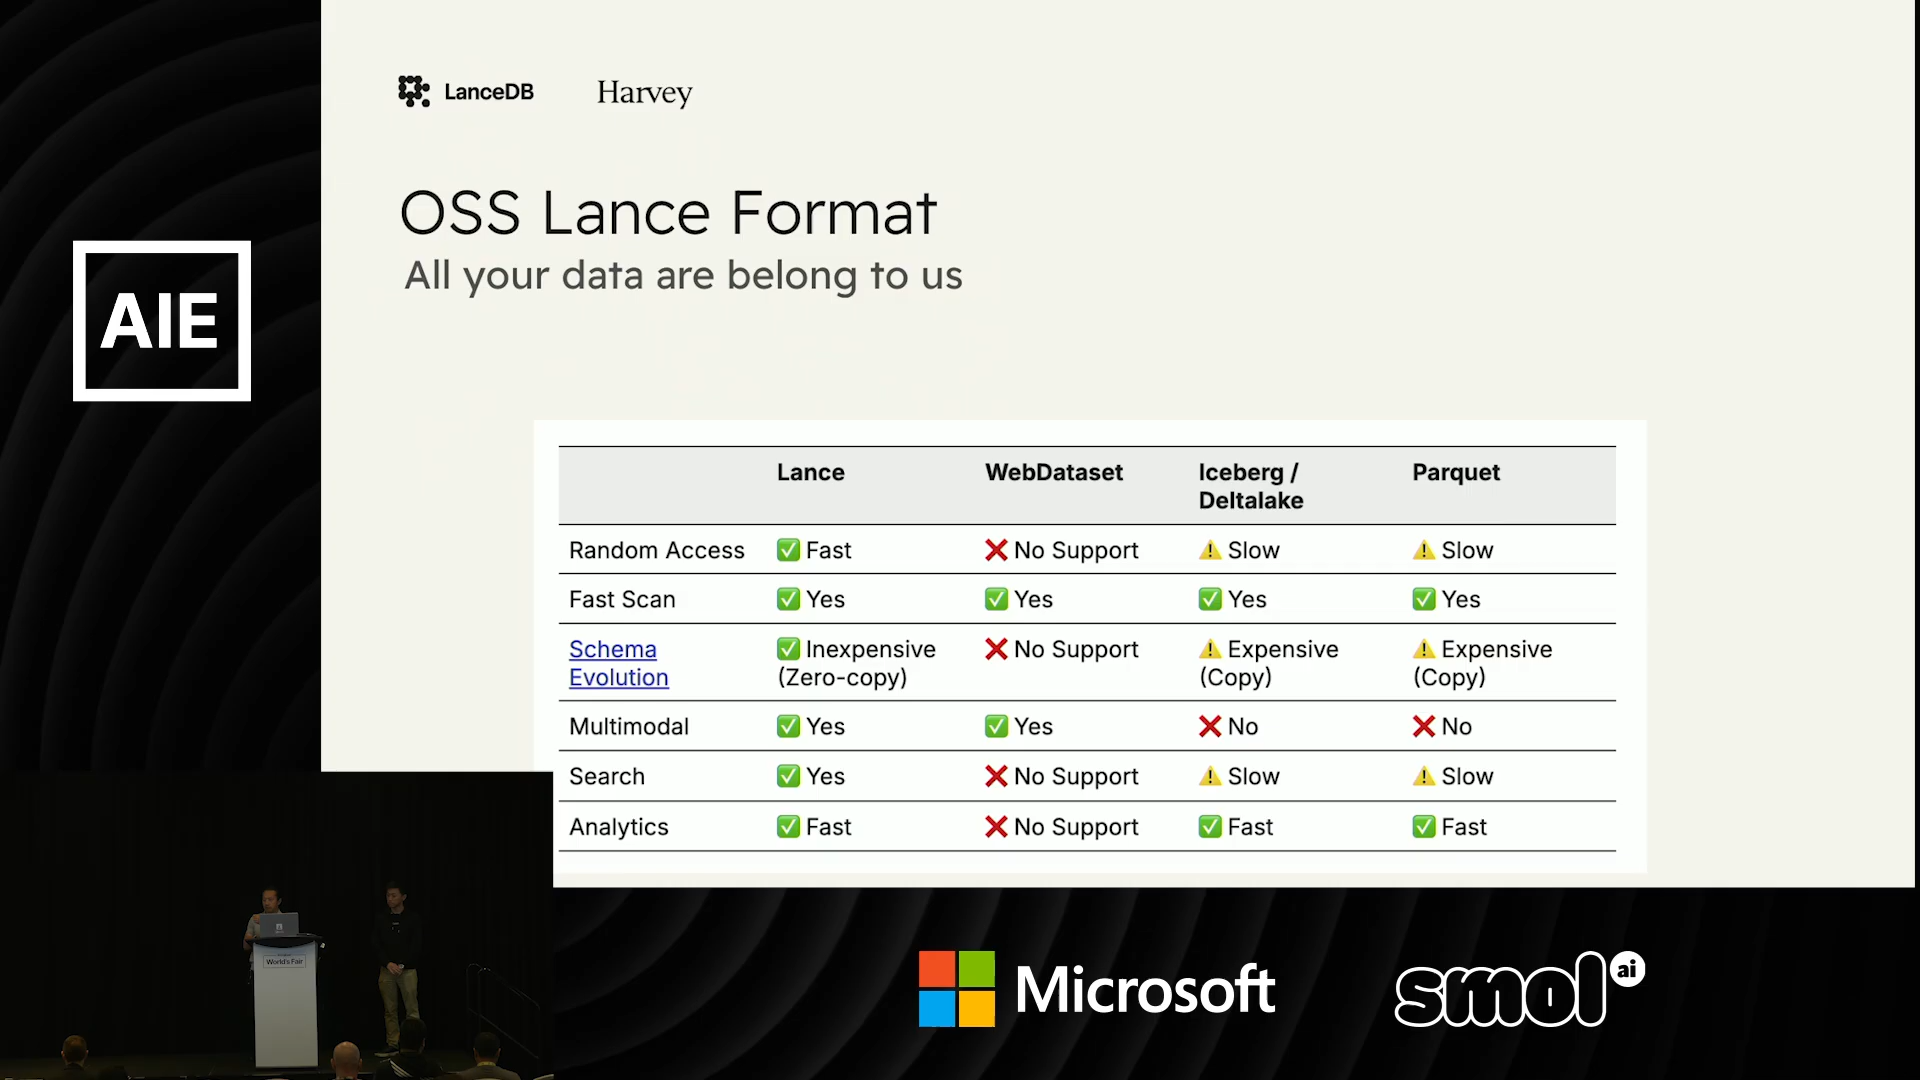 LanceDB Harvey
OSS Lance Format
All your data are belong to us
AIE
Lance WebDataset Iceberg / Deltalake Parquet
Random Access ✅ Fast ❌ No Support ⚠️ Slow ⚠️ Slow
Fast Scan ✅ Yes ✅ Yes ✅ Yes ✅ Yes
Schema Evolution ✅ Inexpensive (Zero-copy) ❌ No Support ⚠️ Expensive (Copy) ⚠️ Expensive (Copy)
Multimodal ✅ Yes ✅ Yes ❌ No ❌ No
Search ✅ Yes ❌ No Support ⚠️ Slow ⚠️ Slow
Analytics ✅ Fast ❌ No Support ✅ Fast ✅ Fast
World's Fair
Microsoft
smol ai